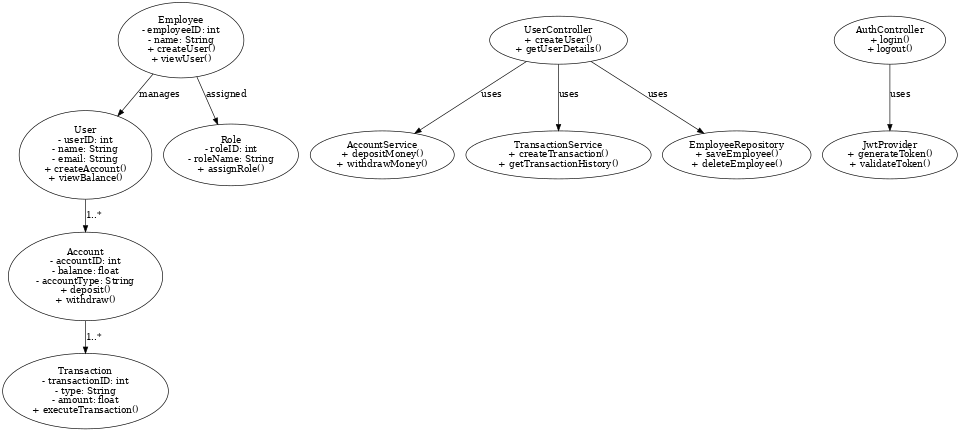 Employee
- employeeID: int
- name: String
+ createUser()
+ viewUser()
UserController
+ createUser()
+ getUserDetails()
AuthController
+ login()
+ logout()
manages
assigned
uses
uses
uses
uses
User
- userID: int
- name: String
- email: String
+ createAccount()
+ viewBalance()
Role
- roleID: int
- roleName: String
+ assignRole()
AccountService
+ depositMoney()
+ withdrawMoney()
TransactionService
+ createTransaction()
+ getTransactionHistory()
EmployeeRepository
+ saveEmployee()
+ deleteEmployee()
JwtProvider
+ generateToken()
+ validateToken()
1..*
Account
- accountID: int
- balance: float
- accountType: String
+ deposit()
+ withdraw()
1..*
Transaction
- transactionID: int
- type: String
- amount: float
+ executeTransaction()